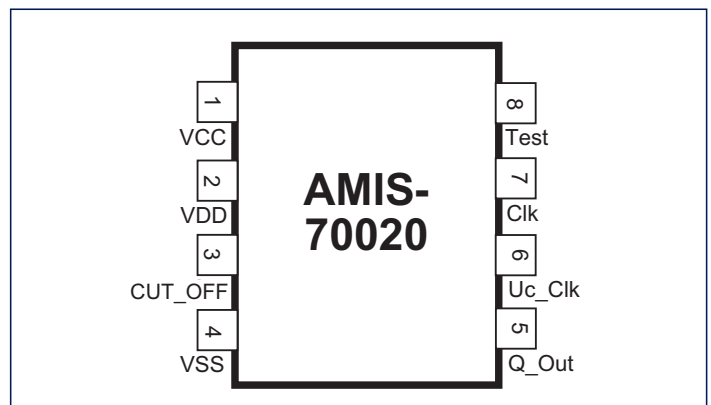 1
VCC
2
VDD
3
CUT_OFF
4
VSS
AMIS-
70020
8
Test
7
Clk
6
Uc_Clk
5
Q_Out